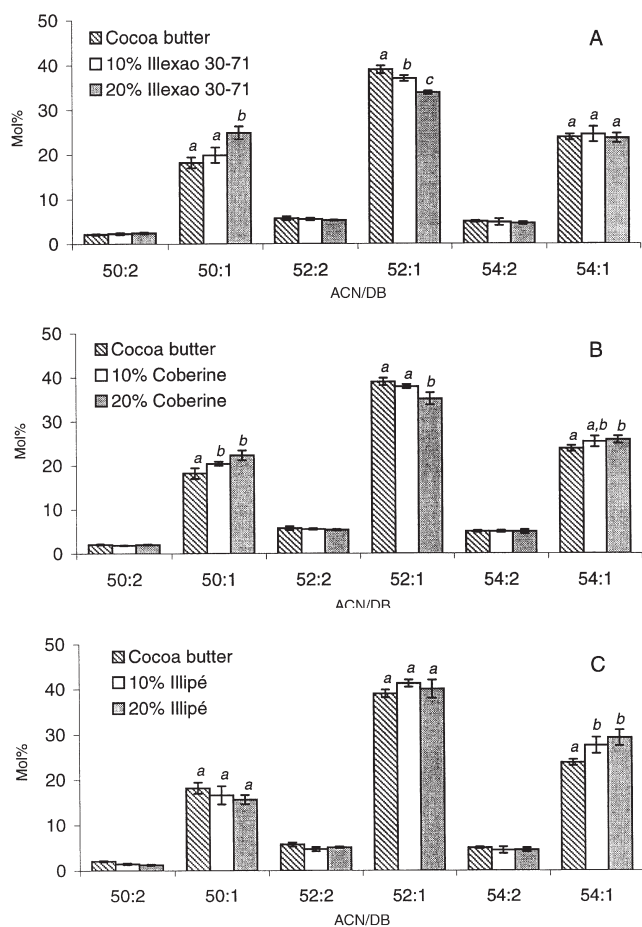 A
Cocoa butter
10% Illexao 30-71
20% Illexao 30-71
50
40
30
20
10
0
Mol%
a a b
a b c
a a a
50:2 50:1 52:2 52:1 54:2 54:1
ACN/DB
B
Cocoa butter
10% Coberine
20% Coberine
50
40
30
20
10
0
Mol%
a b b
a a b
a a,b b
50:2 50:1 52:2 52:1 54:2 54:1
ACN/DB
C
Cocoa butter
10% Illipé
20% Illipé
50
40
30
20
10
0
Mol%
a a a
a a a
a b b
50:2 50:1 52:2 52:1 54:2 54:1
ACN/DB